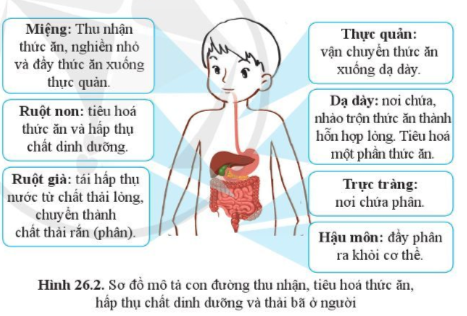 Miệng: Thu nhận
thức ăn, nghiền nhỏ
và đẩy thức ăn xuống
thực quản.
Ruột non: tiêu hoá
thức ăn và hấp thụ
chất dinh dưỡng.
Ruột già: tái hấp thụ
nước từ chất thải lỏng,
chuyển thành
chất thải rắn (phân).
Thực quản:
vận chuyển thức ăn
xuống dạ dày.
Dạ dày: nơi chứa,
nhào trộn thức ăn thành
hỗn hợp lỏng. Tiêu hoá
một phần thức ăn.
Trực tràng:
nơi chứa phân.
Hậu môn: đẩy phân
ra khỏi cơ thể.
Hình 26.2. Sơ đồ mô tả con đường thu nhận, tiêu hoá thức ăn,
hấp thụ chất dinh dưỡng và thải bã ở người